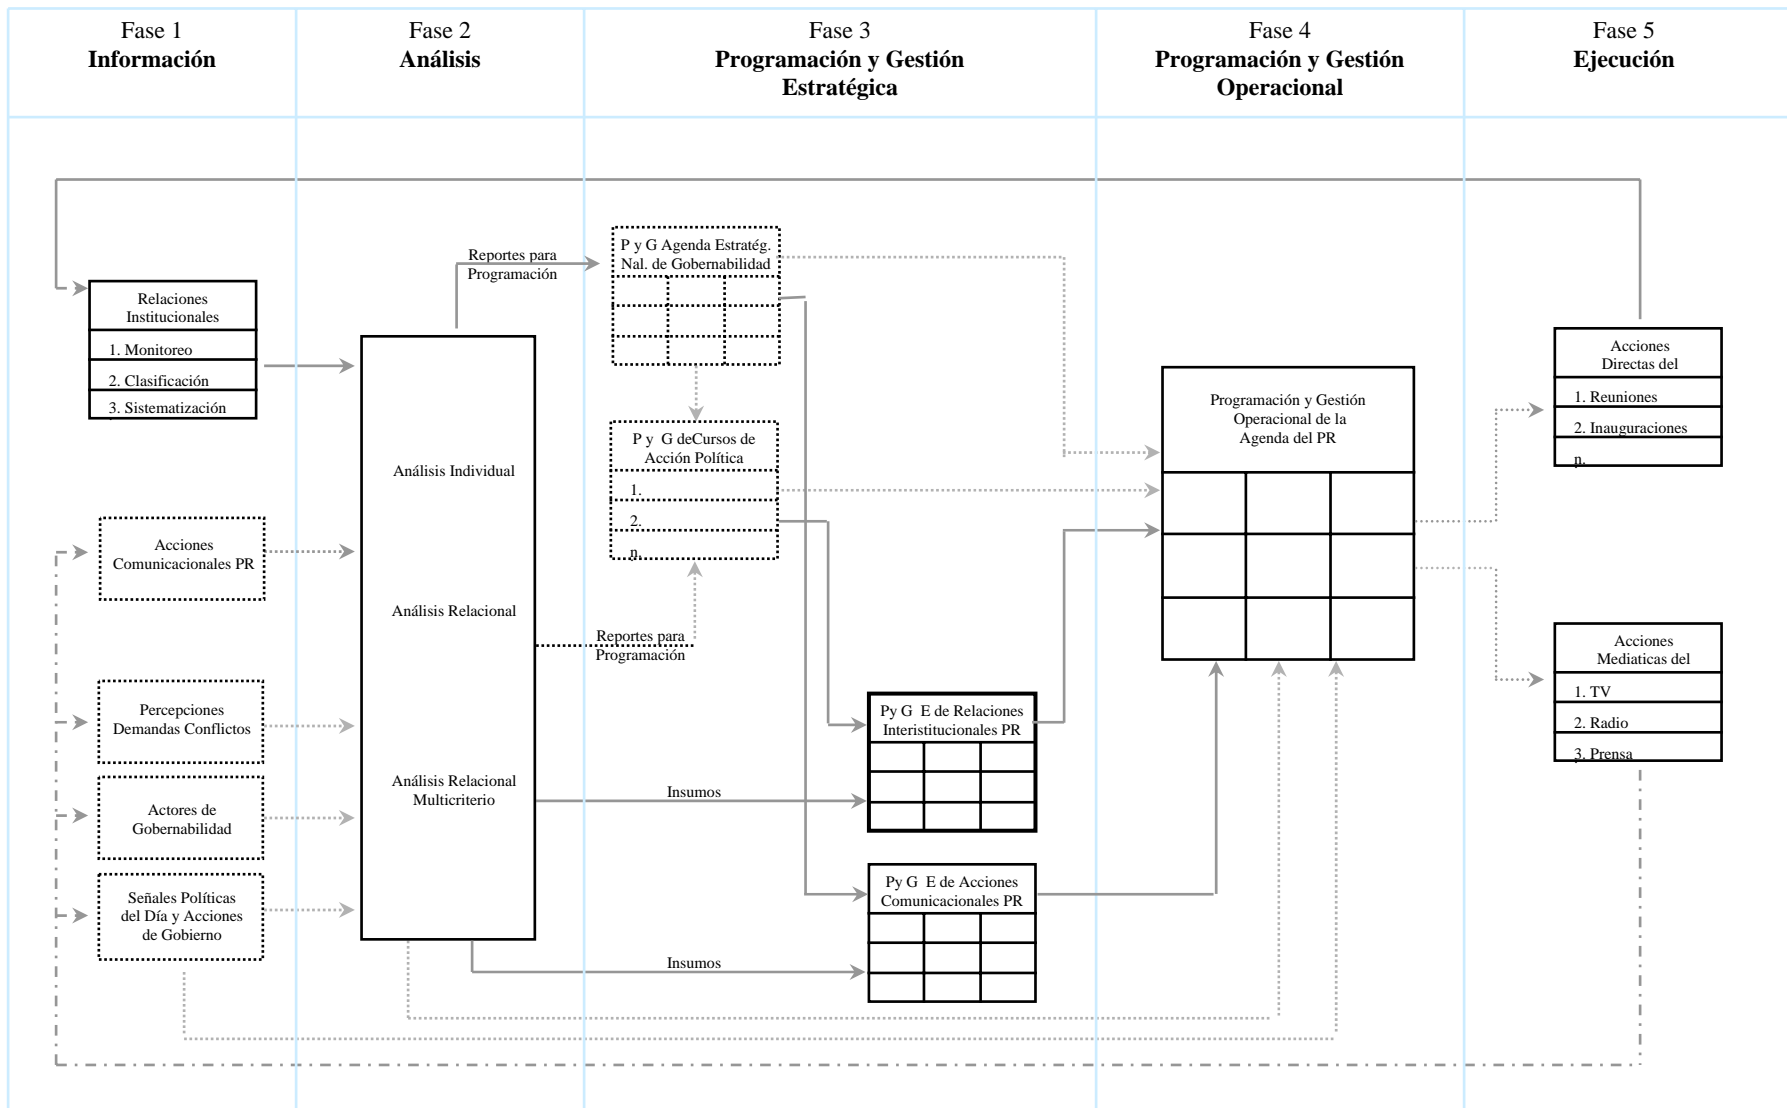 Fase 1
Información
Fase 2
Análisis
Fase 3
Programación y Gestión
Estratégica
Fase 4
Programación y Gestión
Operacional
Fase 5
Ejecución
Relaciones
Institucionales
1. Monitoreo
2. Clasificación
3. Sistematización
Acciones
Comunicacionales PR
Percepciones
Demandas Conflictos
Actores de
Gobernabilidad
Señales Políticas
del Día y Acciones
de Gobierno
Análisis Individual
Análisis Relacional
Análisis Relacional
Multicriterio
Reportes para
Programación
P y G Agenda Estratég.
Nal. de Gobernabilidad
P y G deCursos de
Acción Política
1.
2.
n.
Reportes para
Programación
Insumos
Py G E de Relaciones
Interistitucionales PR
Insumos
Py G E de Acciones
Comunicacionales PR
Programación y Gestión
Operacional de la
Agenda del PR
Acciones
Directas del
1. Reuniones
2. Inauguraciones
n.
Acciones
Mediaticas del
1. TV
2. Radio
3. Prensa